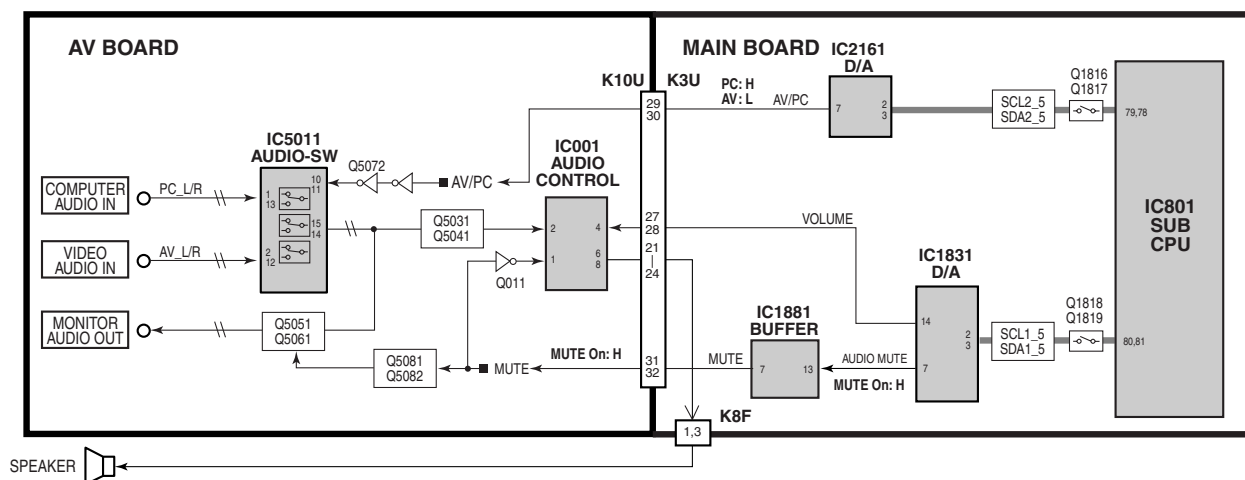 AV BOARD
MAIN BOARD
IC2161
D/A
K10U
K3U
PC: H
AV: L
AV/PC
29
30
7
2
3
SCL2_5
SDA2_5
Q1816
Q1817
79,78
IC5011
AUDIO-SW
Q5072
AV/PC
IC001
AUDIO
CONTROL
COMPUTER
AUDIO IN
PC_L/R
1
13
10
11
15
14
Q5031
Q5041
2
4
27
28
VOLUME
IC801
SUB
CPU
VIDEO
AUDIO IN
AV_L/R
2
12
Q011
1
6
8
21
24
IC1831
D/A
14
2
3
SCL1_5
SDA1_5
Q1818
Q1819
80,81
MONITOR
AUDIO OUT
Q5051
Q5061
Q5081
Q5082
MUTE
MUTE On: H
31
32
MUTE
IC1881
BUFFER
7
13
AUDIO MUTE
MUTE On: H
7
K8F
1,3
SPEAKER